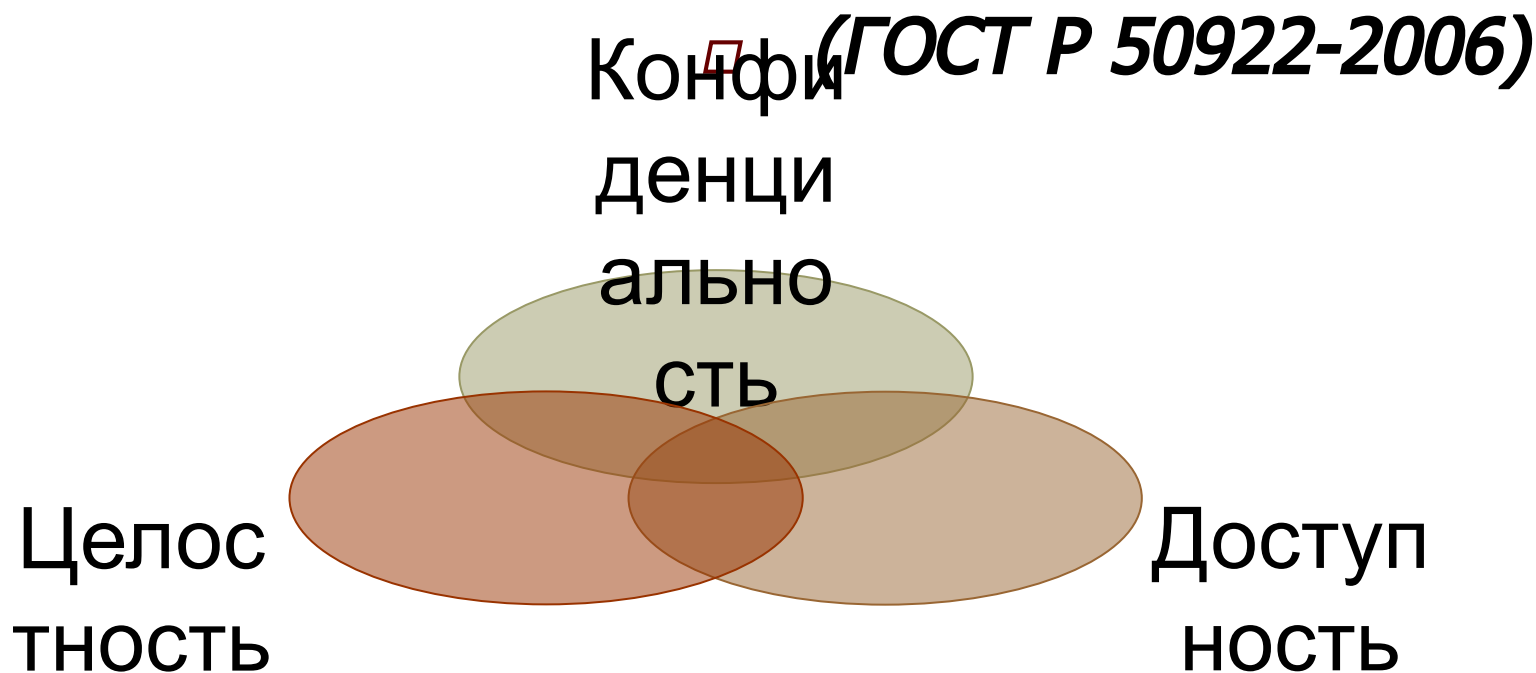 (ГОСТ Р 50922-2006)
Конфи
денци
ально
сть
Целос
тность
Доступ
ность